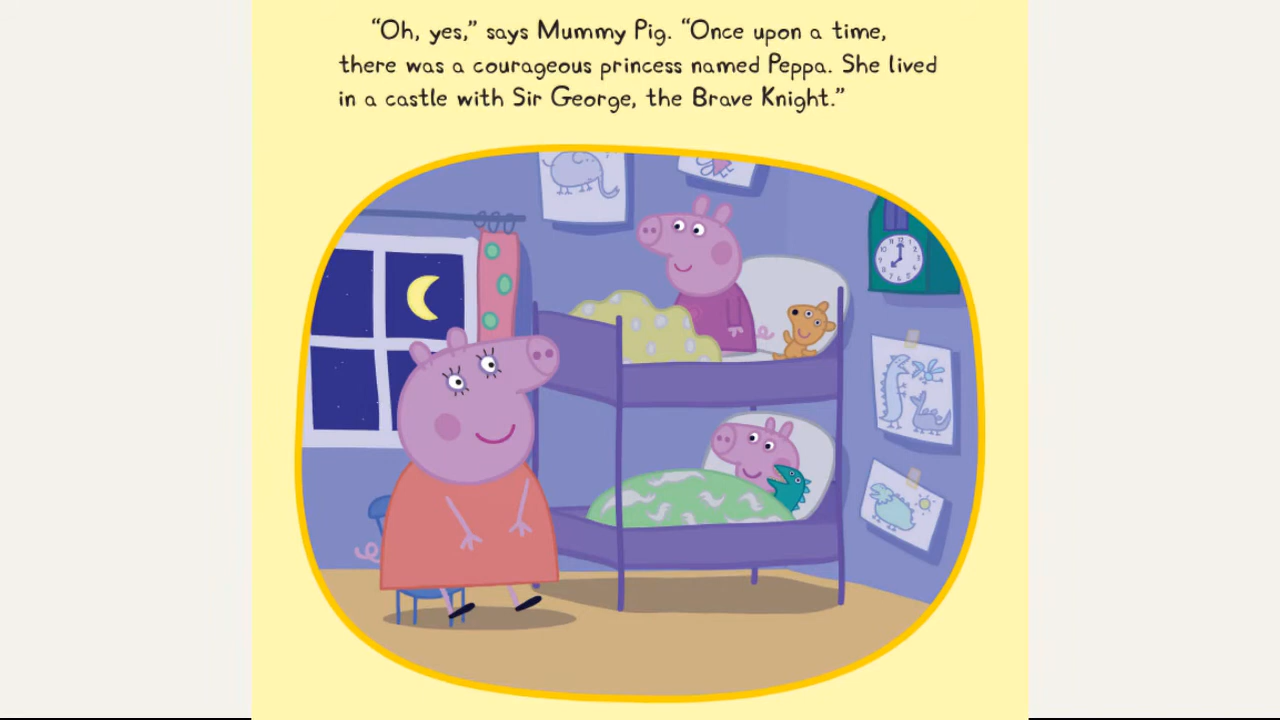 “Oh, yes,” says Mummy Pig. “Once upon a time,
there was a courageous princess named Peppa. She lived
in a castle with Sir George, the Brave Knight.”